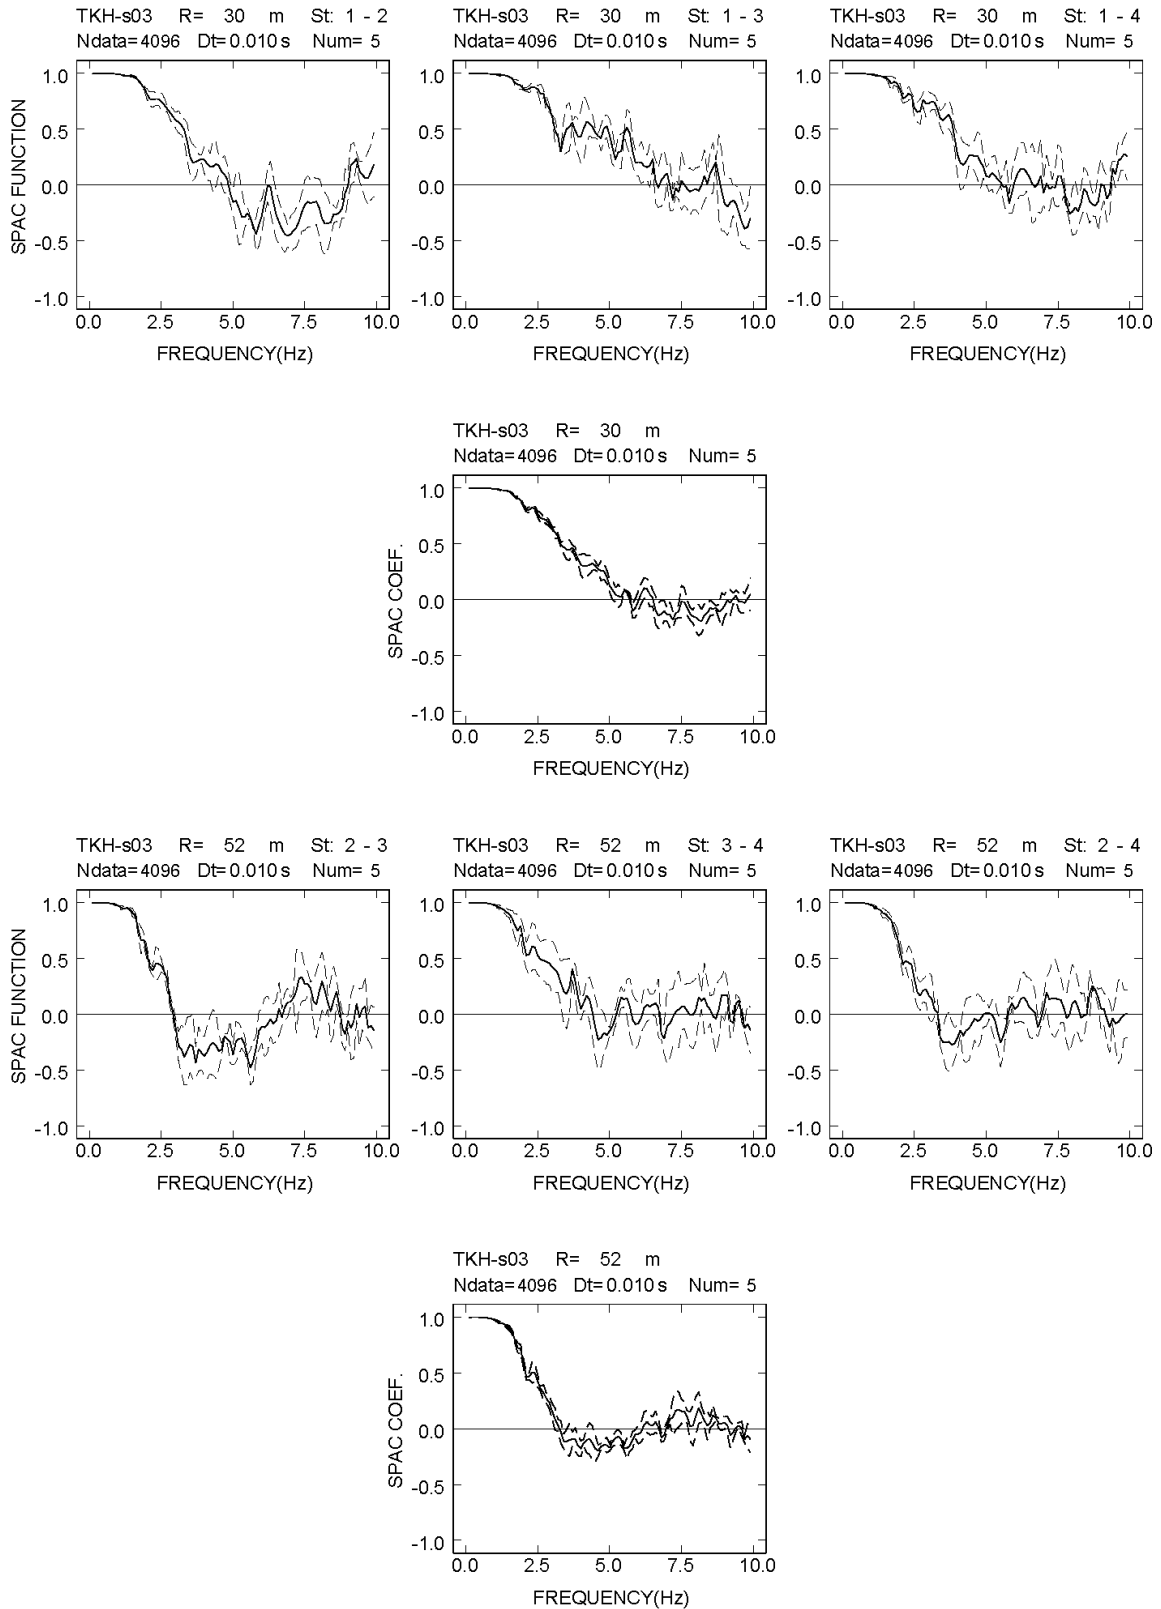 TKH-s03 R= 30 m St: 1 - 2
Ndata=4096 Dt=0.010 s Num= 5
TKH-s03 R= 30 m St: 1 - 3
Ndata=4096 Dt=0.010 s Num= 5
TKH-s03 R= 30 m St: 1 - 4
Ndata=4096 Dt=0.010 s Num= 5
SPAC FUNCTION
1.0
0.5
0.0
-0.5
-1.0
0.0 2.5 5.0 7.5 10.0
FREQUENCY(Hz)
1.0
0.5
0.0
-0.5
-1.0
0.0 2.5 5.0 7.5 10.0
FREQUENCY(Hz)
1.0
0.5
0.0
-0.5
-1.0
0.0 2.5 5.0 7.5 10.0
FREQUENCY(Hz)
TKH-s03 R= 30 m
Ndata=4096 Dt=0.010 s Num= 5
SPAC COEF.
1.0
0.5
0.0
-0.5
-1.0
0.0 2.5 5.0 7.5 10.0
FREQUENCY(Hz)
TKH-s03 R= 52 m St: 2 - 3
Ndata=4096 Dt=0.010 s Num= 5
TKH-s03 R= 52 m St: 3 - 4
Ndata=4096 Dt=0.010 s Num= 5
TKH-s03 R= 52 m St: 2 - 4
Ndata=4096 Dt=0.010 s Num= 5
SPAC FUNCTION
1.0
0.5
0.0
-0.5
-1.0
0.0 2.5 5.0 7.5 10.0
FREQUENCY(Hz)
1.0
0.5
0.0
-0.5
-1.0
0.0 2.5 5.0 7.5 10.0
FREQUENCY(Hz)
1.0
0.5
0.0
-0.5
-1.0
0.0 2.5 5.0 7.5 10.0
FREQUENCY(Hz)
TKH-s03 R= 52 m
Ndata=4096 Dt=0.010 s Num= 5
SPAC COEF.
1.0
0.5
0.0
-0.5
-1.0
0.0 2.5 5.0 7.5 10.0
FREQUENCY(Hz)